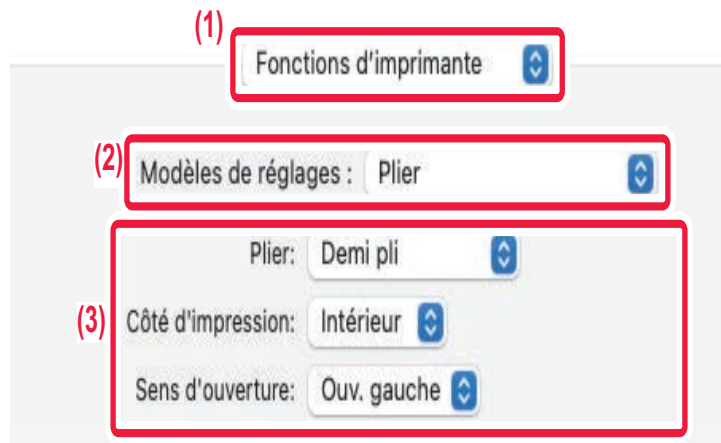 (1)
Fonctions d'imprimante
(2) Modèles de réglages : Plier
Plier: Demi pli
(3) Côté d'impression: Intérieur
Sens d'ouverture: Ouv. gauche